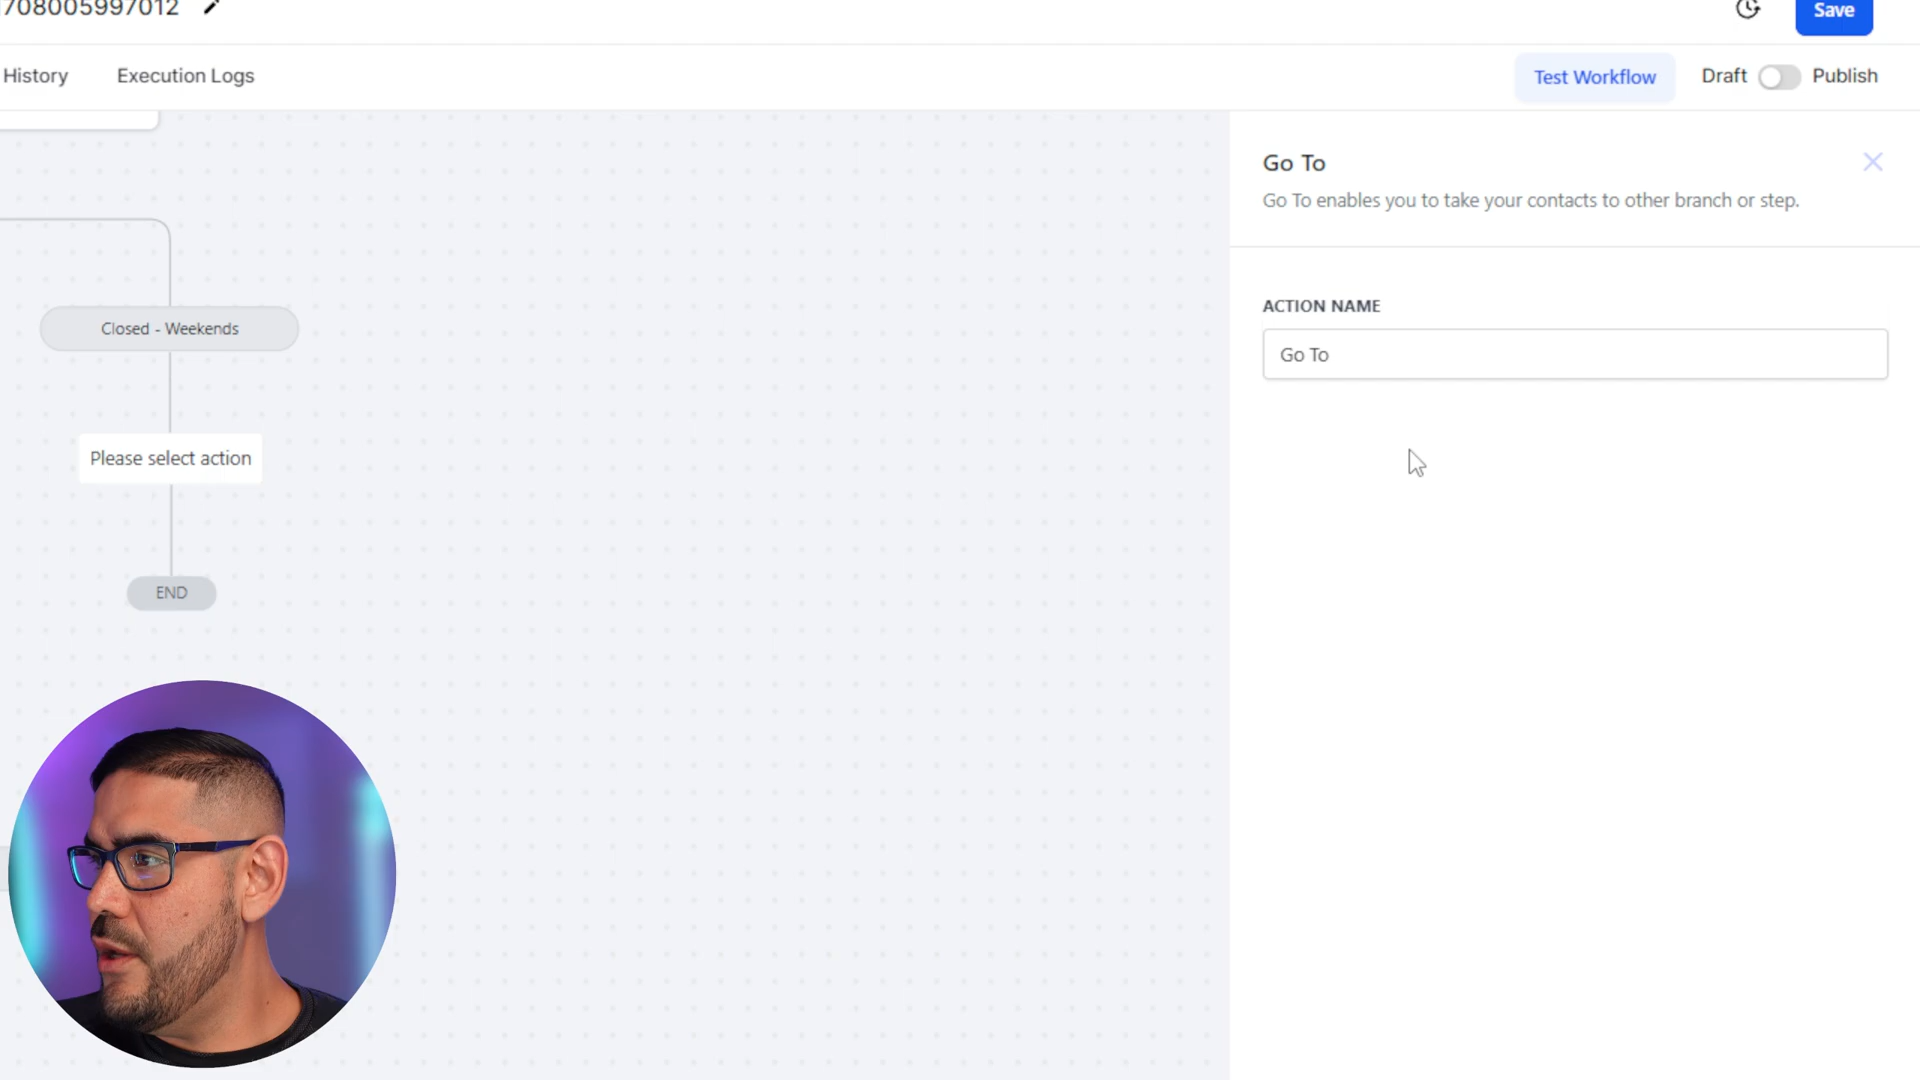 1708005997012
Save
History
Execution Logs
Test Workflow
Draft
Publish
Go To
Go To enables you to take your contacts to other branch or step.
ACTION NAME
Go To
Closed - Weekends
Please select action
END